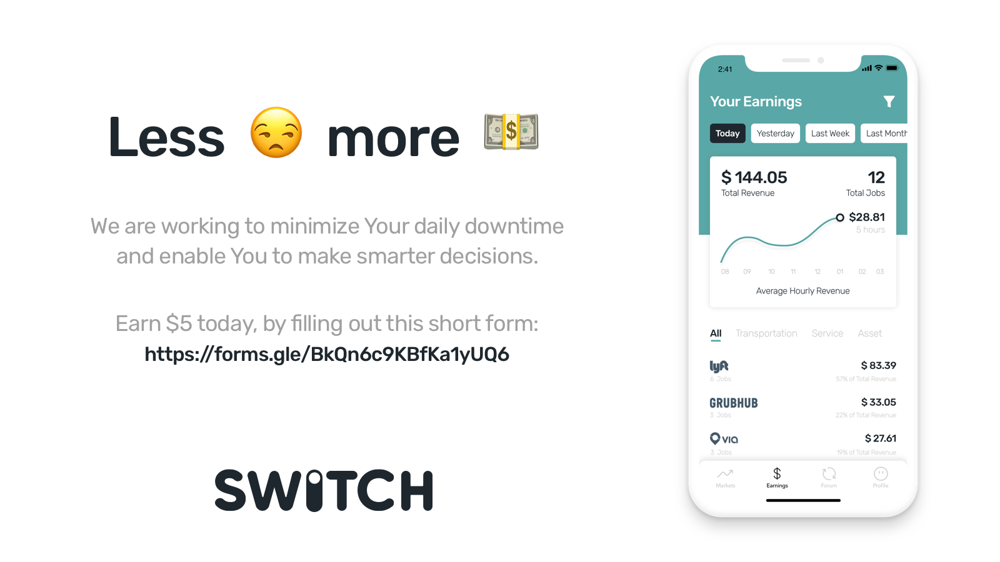 Less 😒 more 💵
We are working to minimize Your daily downtime
and enable You to make smarter decisions.
Earn $5 today, by filling out this short form:
https://forms.gle/BkQn6c9KBfKa1yUQ6
SWITCH
2:41
Your Earnings
Today Yesterday Last Week Last Month
$ 144.05 12
Total Revenue Total Jobs
$28.81
5 hours
08 09 10 11 12 01 02 03
Average Hourly Revenue
All Transportation Service Asset
lyft $ 83.39
6 Jobs 57% of Total Revenue
GRUBHUB $ 33.05
3 Jobs 22% of Total Revenue
via $ 27.61
3 Jobs 19% of Total Revenue
$
Markets Earnings Forum Profile